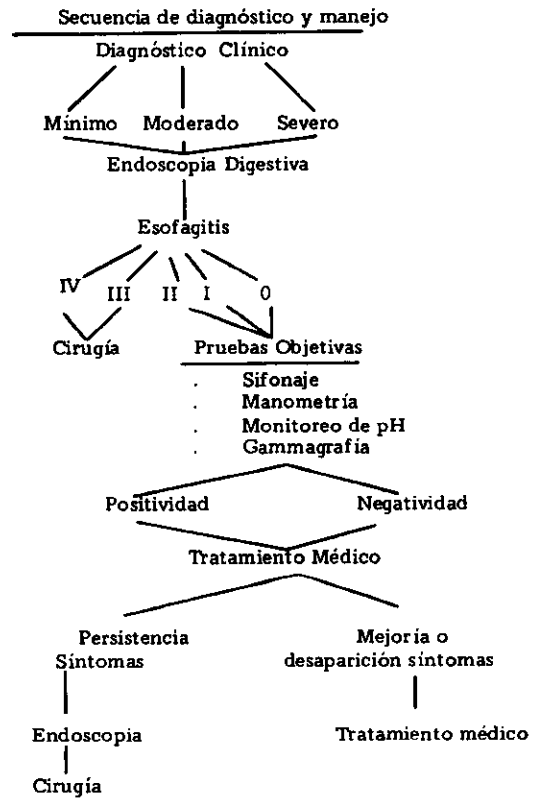 Secuencia de diagnóstico y manejo
Diagnóstico Clínico
Mínimo Moderado Severo
Endoscopia Digestiva
Esofagitis
IV III II I 0
Cirugía Pruebas Objetivas
. Sifonaje
. Manometría
. Monitoreo de pH
. Gammagrafía
Positividad Negatividad
Tratamiento Médico
Persistencia Mejoría o
Síntomas desaparición síntomas
Endoscopia Tratamiento médico
Cirugía